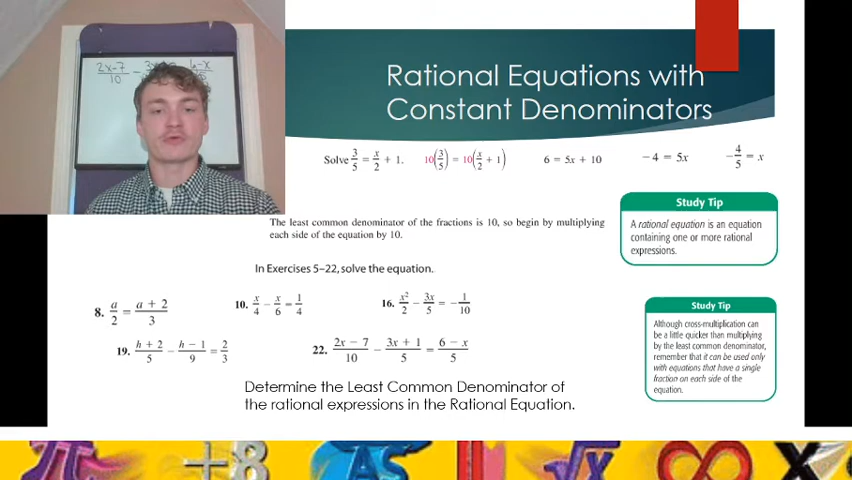 Rational Equations with
Constant Denominators
2x-7/10 -
Solve 3/5 = x/2 + 1. 10(3/5) = 10(x/2 + 1) 6 = 5x + 10 −4 = 5x −4/5 = x
The least common denominator of the fractions is 10, so begin by multiplying
each side of the equation by 10.
Study Tip
A rational equation is an equation
containing one or more rational
expressions.
In Exercises 5–22, solve the equation.
8. a/2 = (a + 2)/3
10. x/4 − x/6 = 1/4
16. x²/2 − 3x/5 = −1/10
19. (h + 2)/5 − (h − 1)/9 = 2/3
22. (2x − 7)/10 − (3x + 1)/5 = (6 − x)/5
Study Tip
Although cross-multiplication can
be a little quicker than multiplying
by the least common denominator,
remember that it can be used only
with equations that have a single
fraction on each side of the
equation.
Determine the Least Common Denominator of
the rational expressions in the Rational Equation.